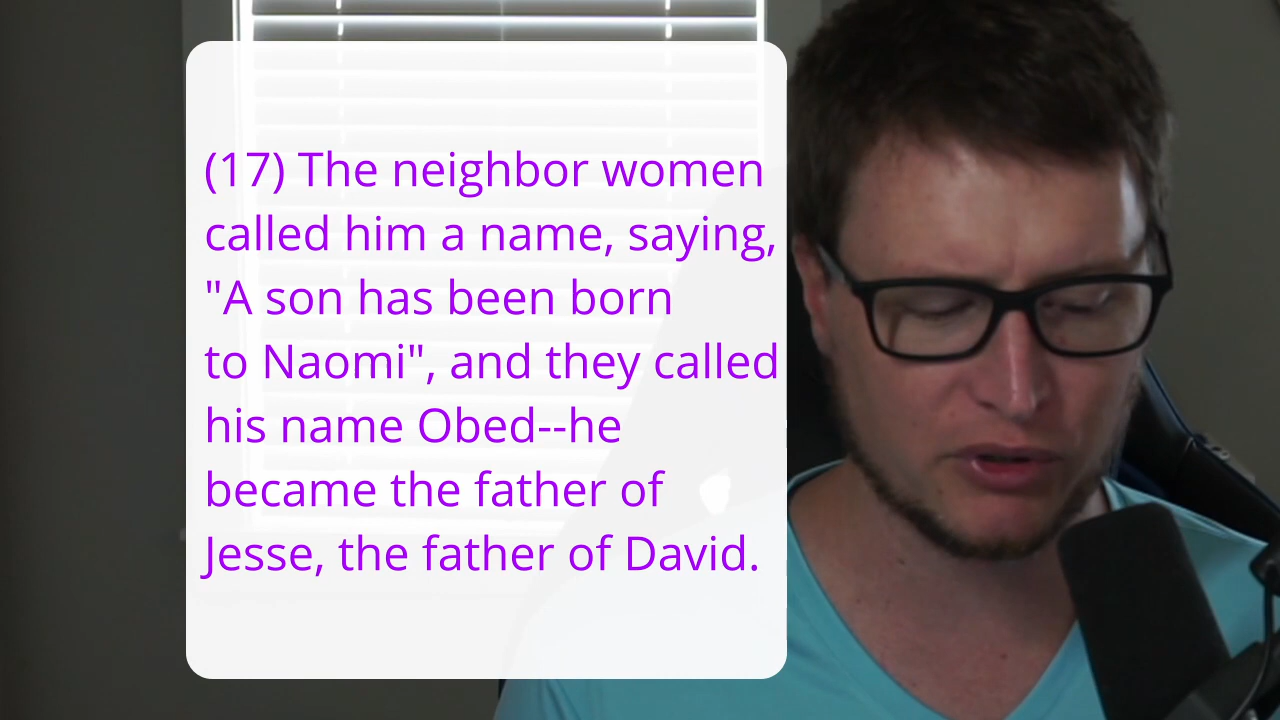 (17) The neighbor women
called him a name, saying,
"A son has been born
to Naomi", and they called
his name Obed--he
became the father of
Jesse, the father of David.